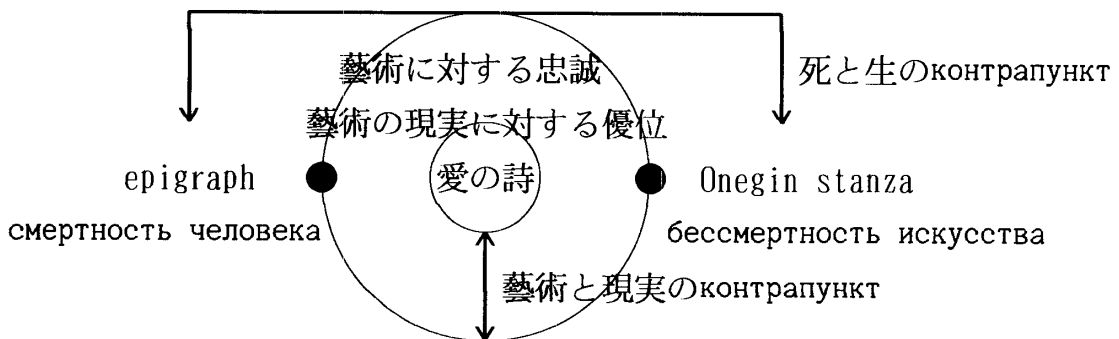 藝術に対する忠誠
死と生のконтрапункт
藝術の現実に対する優位
epigraph
愛の詩
Onegin stanza
смертность человека
бессмертность искусства
藝術と現実のконтрапункт